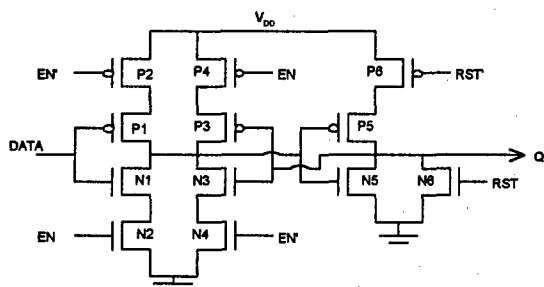 V_DD
EN' P2 P4 EN P6 RST'
DATA P1 P3 P5
Q
N1 N3 N5 N6 RST
EN N2 N4 EN'